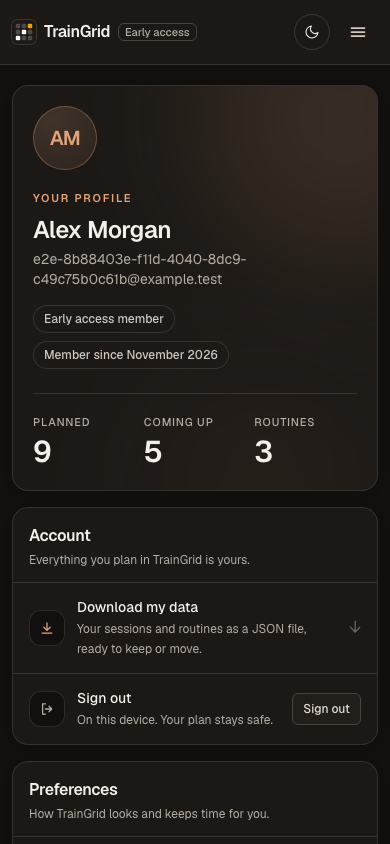 TrainGrid Early access
AM
YOUR PROFILE
Alex Morgan
e2e-8b88403e-f11d-4040-8dc9-
c49c75b0c61b@example.test
Early access member
Member since November 2026
PLANNED COMING UP ROUTINES
9 5 3
Account
Everything you plan in TrainGrid is yours.
Download my data
Your sessions and routines as a JSON file,
ready to keep or move.
Sign out
On this device. Your plan stays safe.
Sign out
Preferences
How TrainGrid looks and keeps time for you.